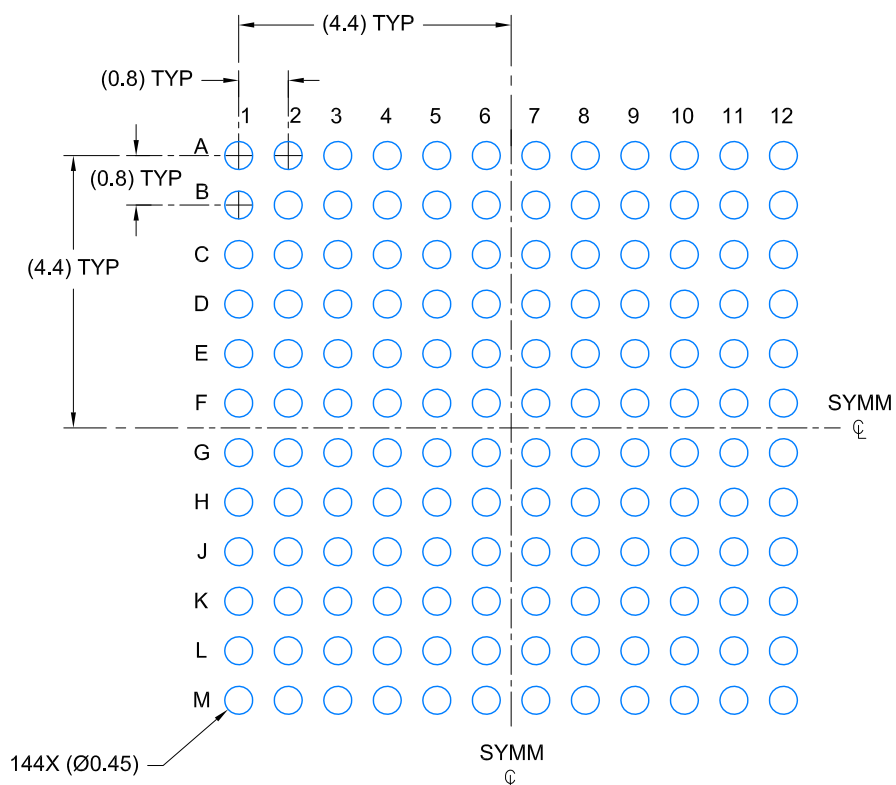 (4.4) TYP
(0.8) TYP
1 2 3 4 5 6 7 8 9 10 11 12
A
(0.8) TYP
B
C
(4.4) TYP
D
E
F
SYMM
℄
G
H
J
K
L
M
144X (Ø0.45)
SYMM
℄